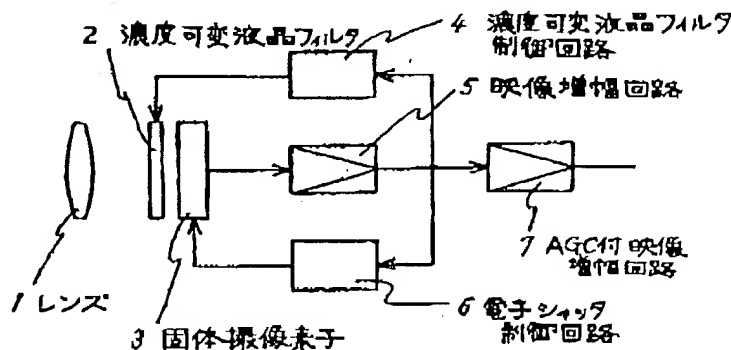 2 濃度可変液晶フィルタ
4 濃度可変液晶フィルタ
制御回路
5 映像増幅回路
7 AGC付映像
増幅回路
1 レンズ
3 固体撮像素子
6 電子シャッタ
制御回路